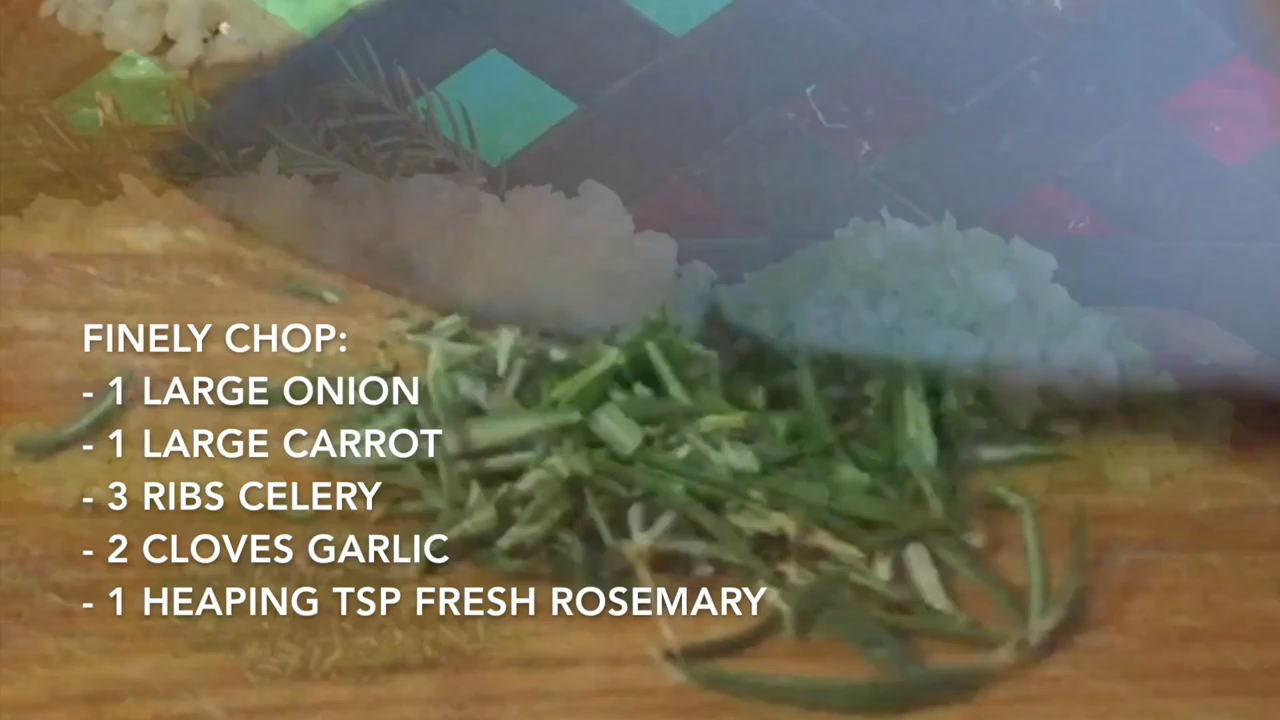 FINELY CHOP:
- 1 LARGE ONION
- 1 LARGE CARROT
- 3 RIBS CELERY
- 2 CLOVES GARLIC
- 1 HEAPING TSP FRESH ROSEMARY